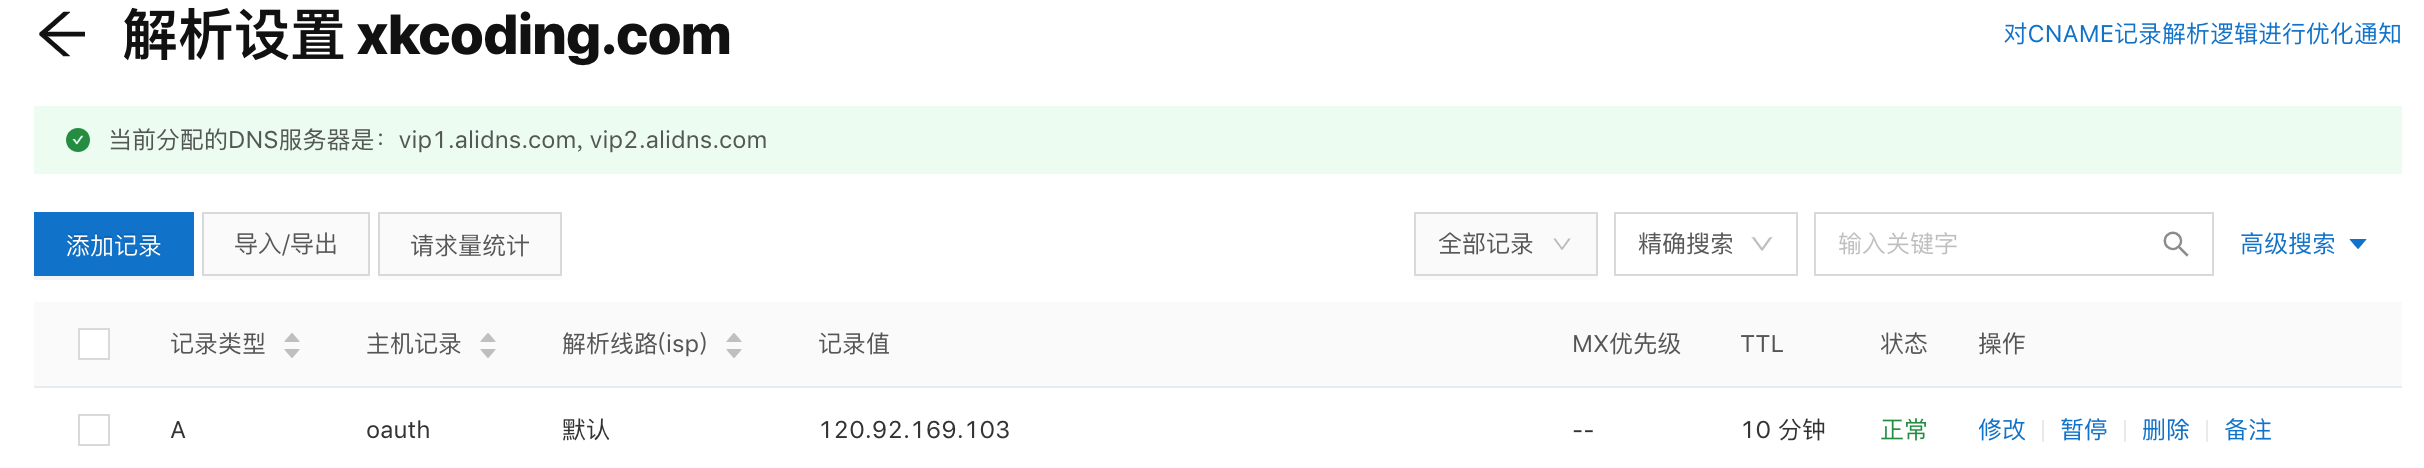 解析设置 xkcoding.com
对CNAME记录解析逻辑进行优化通知
当前分配的DNS服务器是：vip1.alidns.com, vip2.alidns.com
添加记录 导入/导出 请求量统计 全部记录 精确搜索 输入关键字 高级搜索
记录类型 主机记录 解析线路(isp) 记录值 MX优先级 TTL 状态 操作
A oauth 默认 120.92.169.103 -- 10 分钟 正常 修改 暂停 删除 备注